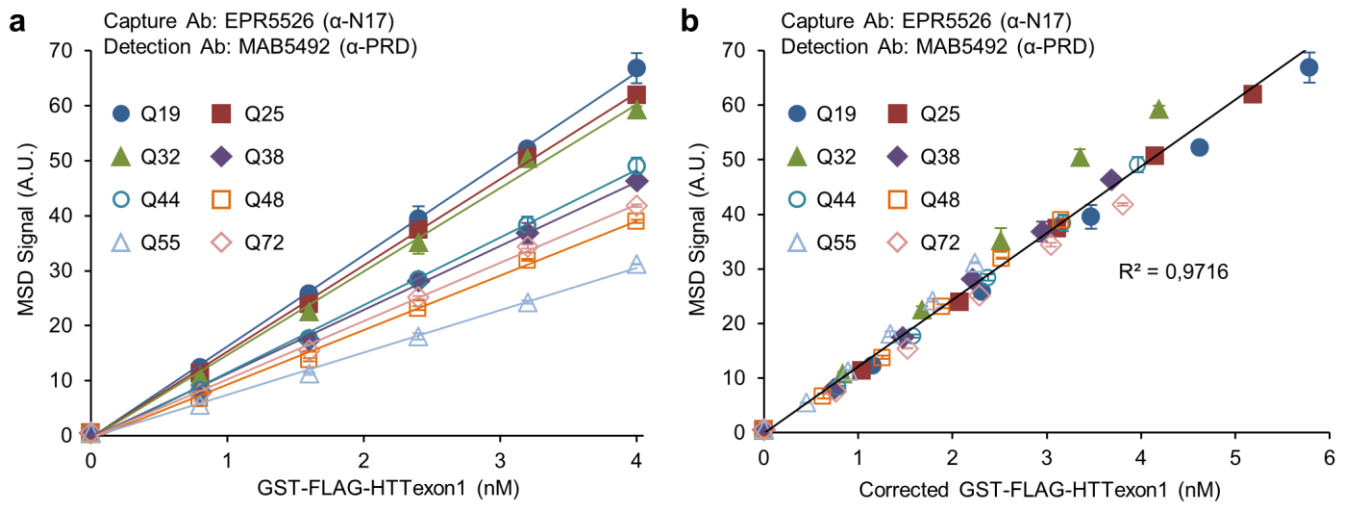 a
Capture Ab: EPR5526 (α-N17)
Detection Ab: MAB5492 (α-PRD)
MSD Signal (A.U.)
70
60
50
40
30
20
10
0
Q19 Q25
Q32 Q38
Q44 Q48
Q55 Q72
0 1 2 3 4
GST-FLAG-HTTexon1 (nM)
b
Capture Ab: EPR5526 (α-N17)
Detection Ab: MAB5492 (α-PRD)
MSD Signal (A.U.)
70
60
50
40
30
20
10
0
Q19 Q25
Q32 Q38
Q44 Q48
Q55 Q72
R² = 0,9716
0 1 2 3 4 5 6
Corrected GST-FLAG-HTTexon1 (nM)